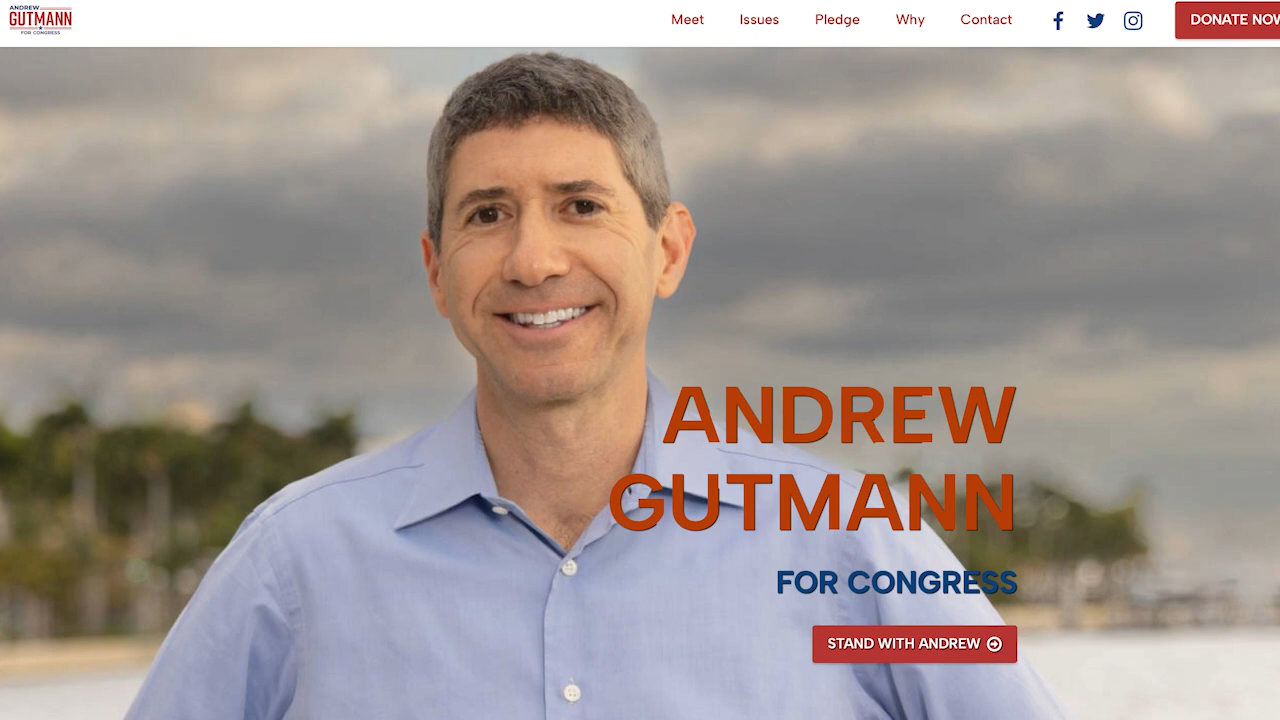 ANDREW
GUTMANN
FOR CONGRESS
Meet Issues Pledge Why Contact DONATE NOW
ANDREW
GUTMANN
FOR CONGRESS
STAND WITH ANDREW